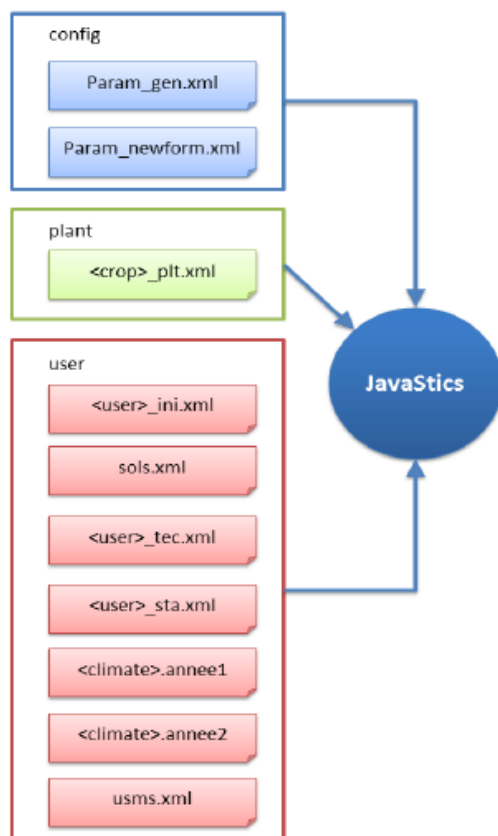 config
Param_gen.xml
Param_newform.xml
plant
<crop>_plt.xml
JavaStics
user
<user>_ini.xml
sols.xml
<user>_tec.xml
<user>_sta.xml
<climate>.annee1
<climate>.annee2
usms.xml